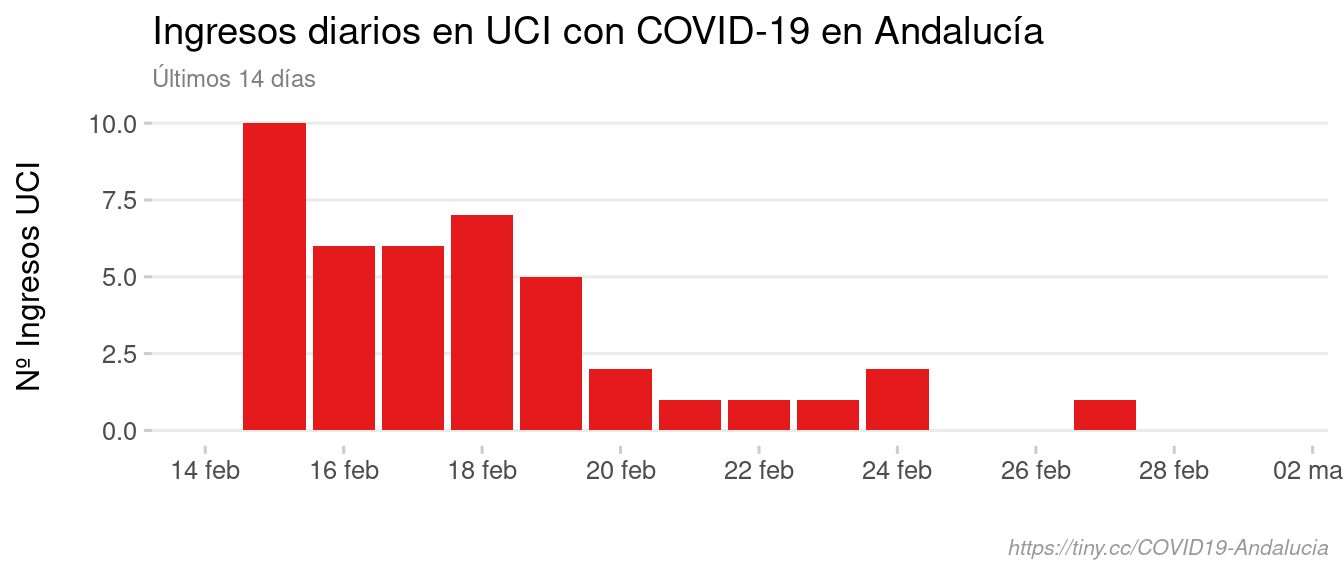 Ingresos diarios en UCI con COVID-19 en Andalucía
Últimos 14 días
Nº Ingresos UCI
10.0
7.5
5.0
2.5
0.0
14 feb 16 feb 18 feb 20 feb 22 feb 24 feb 26 feb 28 feb 02 ma
https://tiny.cc/COVID19-Andalucia